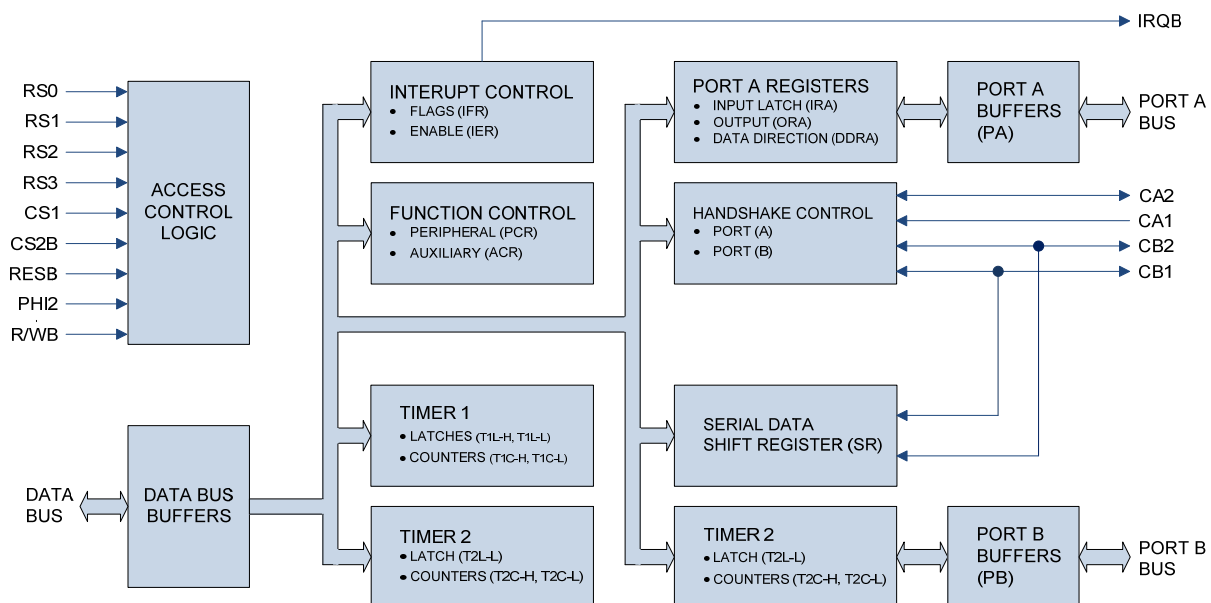 IRQB
RS0
RS1
RS2
RS3
CS1
CS2B
RESB
PHI2
R/WB
ACCESS
CONTROL
LOGIC
DATA
BUS
DATA BUS
BUFFERS
INTERUPT CONTROL
• FLAGS (IFR)
• ENABLE (IER)
FUNCTION CONTROL
• PERIPHERAL (PCR)
• AUXILIARY (ACR)
TIMER 1
• LATCHES (T1L-H, T1L-L)
• COUNTERS (T1C-H, T1C-L)
TIMER 2
• LATCH (T2L-L)
• COUNTERS (T2C-H, T2C-L)
PORT A REGISTERS
• INPUT LATCH (IRA)
• OUTPUT (ORA)
• DATA DIRECTION (DDRA)
PORT A
BUFFERS
(PA)
PORT A
BUS
HANDSHAKE CONTROL
• PORT (A)
• PORT (B)
CA2
CA1
CB2
CB1
SERIAL DATA
SHIFT REGISTER (SR)
TIMER 2
• LATCH (T2L-L)
• COUNTERS (T2C-H, T2C-L)
PORT B
BUFFERS
(PB)
PORT B
BUS